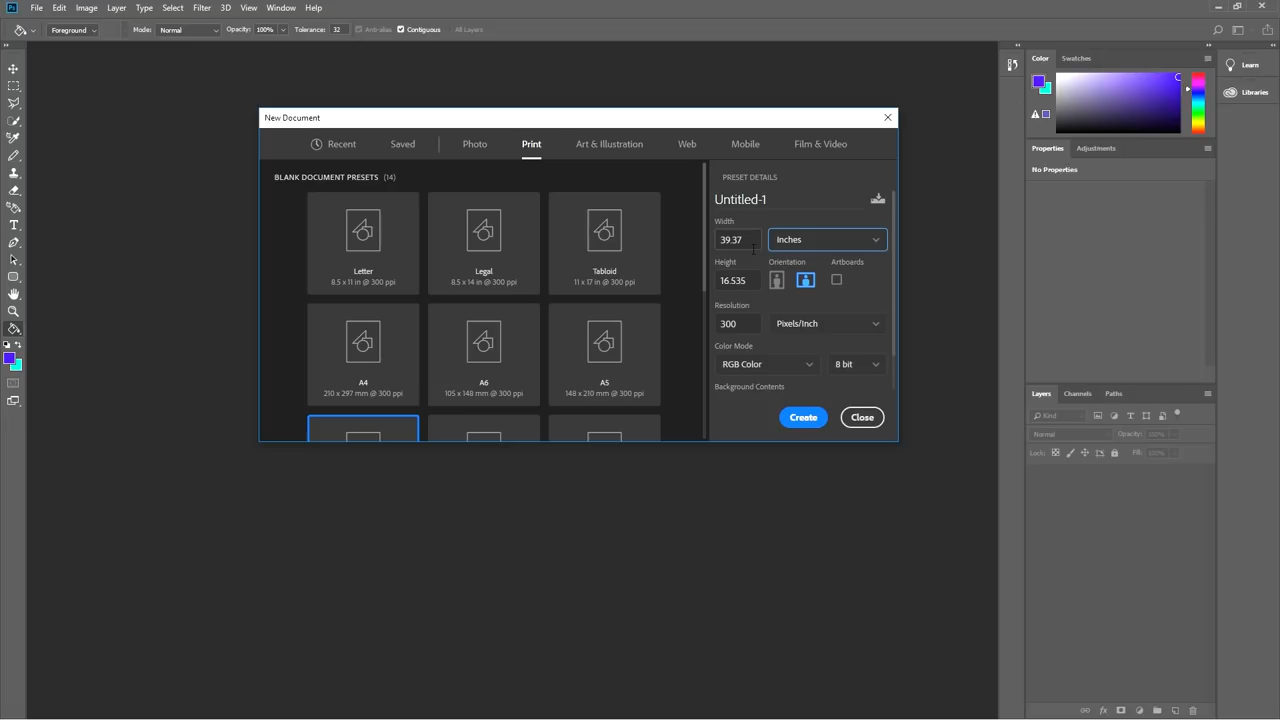 Ps File Edit Image Layer Type Select Filter 3D View Window Help
Foreground Mode: Normal Opacity: 100% Tolerance: 32 Anti-alias Contiguous All Layers
Color Swatches
Learn
Libraries
Properties Adjustments
No Properties
Layers Channels Paths
Kind
Normal Opacity: 100%
Lock: Fill: 100%
New Document
Recent Saved Photo Print Art & Illustration Web Mobile Film & Video
BLANK DOCUMENT PRESETS (14)
Letter
8.5 x 11 in @ 300 ppi
Legal
8.5 x 14 in @ 300 ppi
Tabloid
11 x 17 in @ 300 ppi
A4
210 x 297 mm @ 300 ppi
A6
105 x 148 mm @ 300 ppi
A5
148 x 210 mm @ 300 ppi
PRESET DETAILS
Untitled-1
Width
39.37 Inches
Height Orientation Artboards
16.535
Resolution
300 Pixels/Inch
Color Mode
RGB Color 8 bit
Background Contents
Create Close